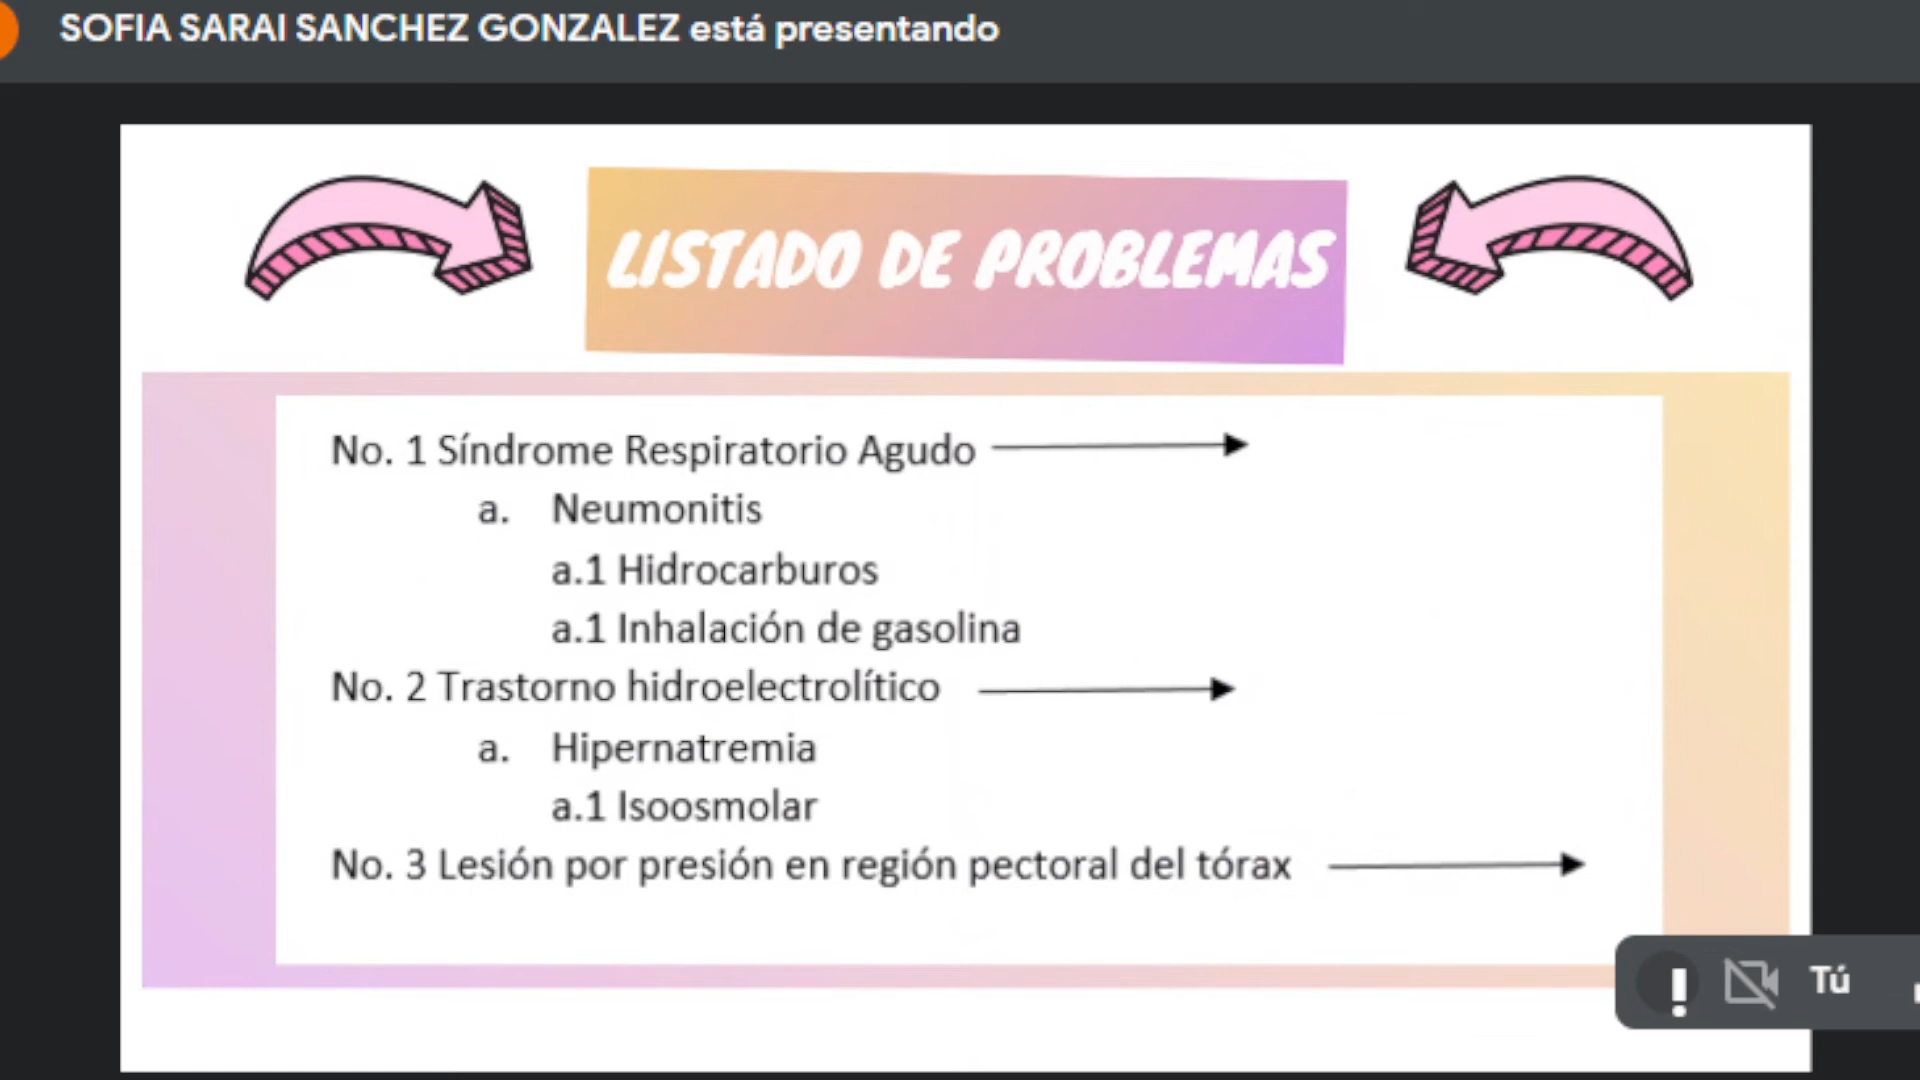 SOFIA SARAI SANCHEZ GONZALEZ está presentando
LISTADO DE PROBLEMAS
No. 1 Síndrome Respiratorio Agudo
a. Neumonitis
a.1 Hidrocarburos
a.1 Inhalación de gasolina
No. 2 Trastorno hidroelectrolítico
a. Hipernatremia
a.1 Isoosmolar
No. 3 Lesión por presión en región pectoral del tórax
Tú